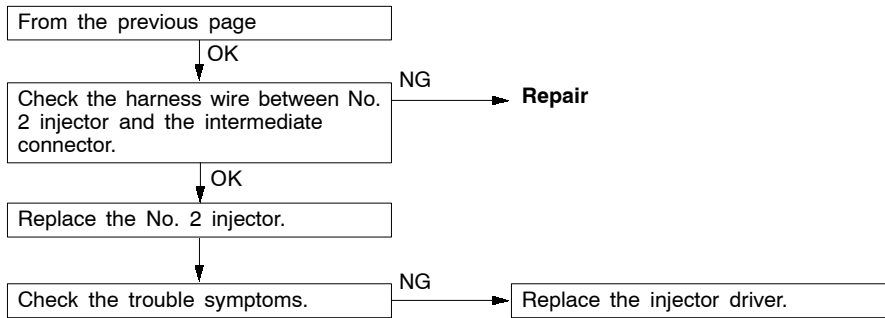 From the previous page
OK
Check the harness wire between No.
2 injector and the intermediate
connector.
NG
Repair
OK
Replace the No. 2 injector.
Check the trouble symptoms.
NG
Replace the injector driver.